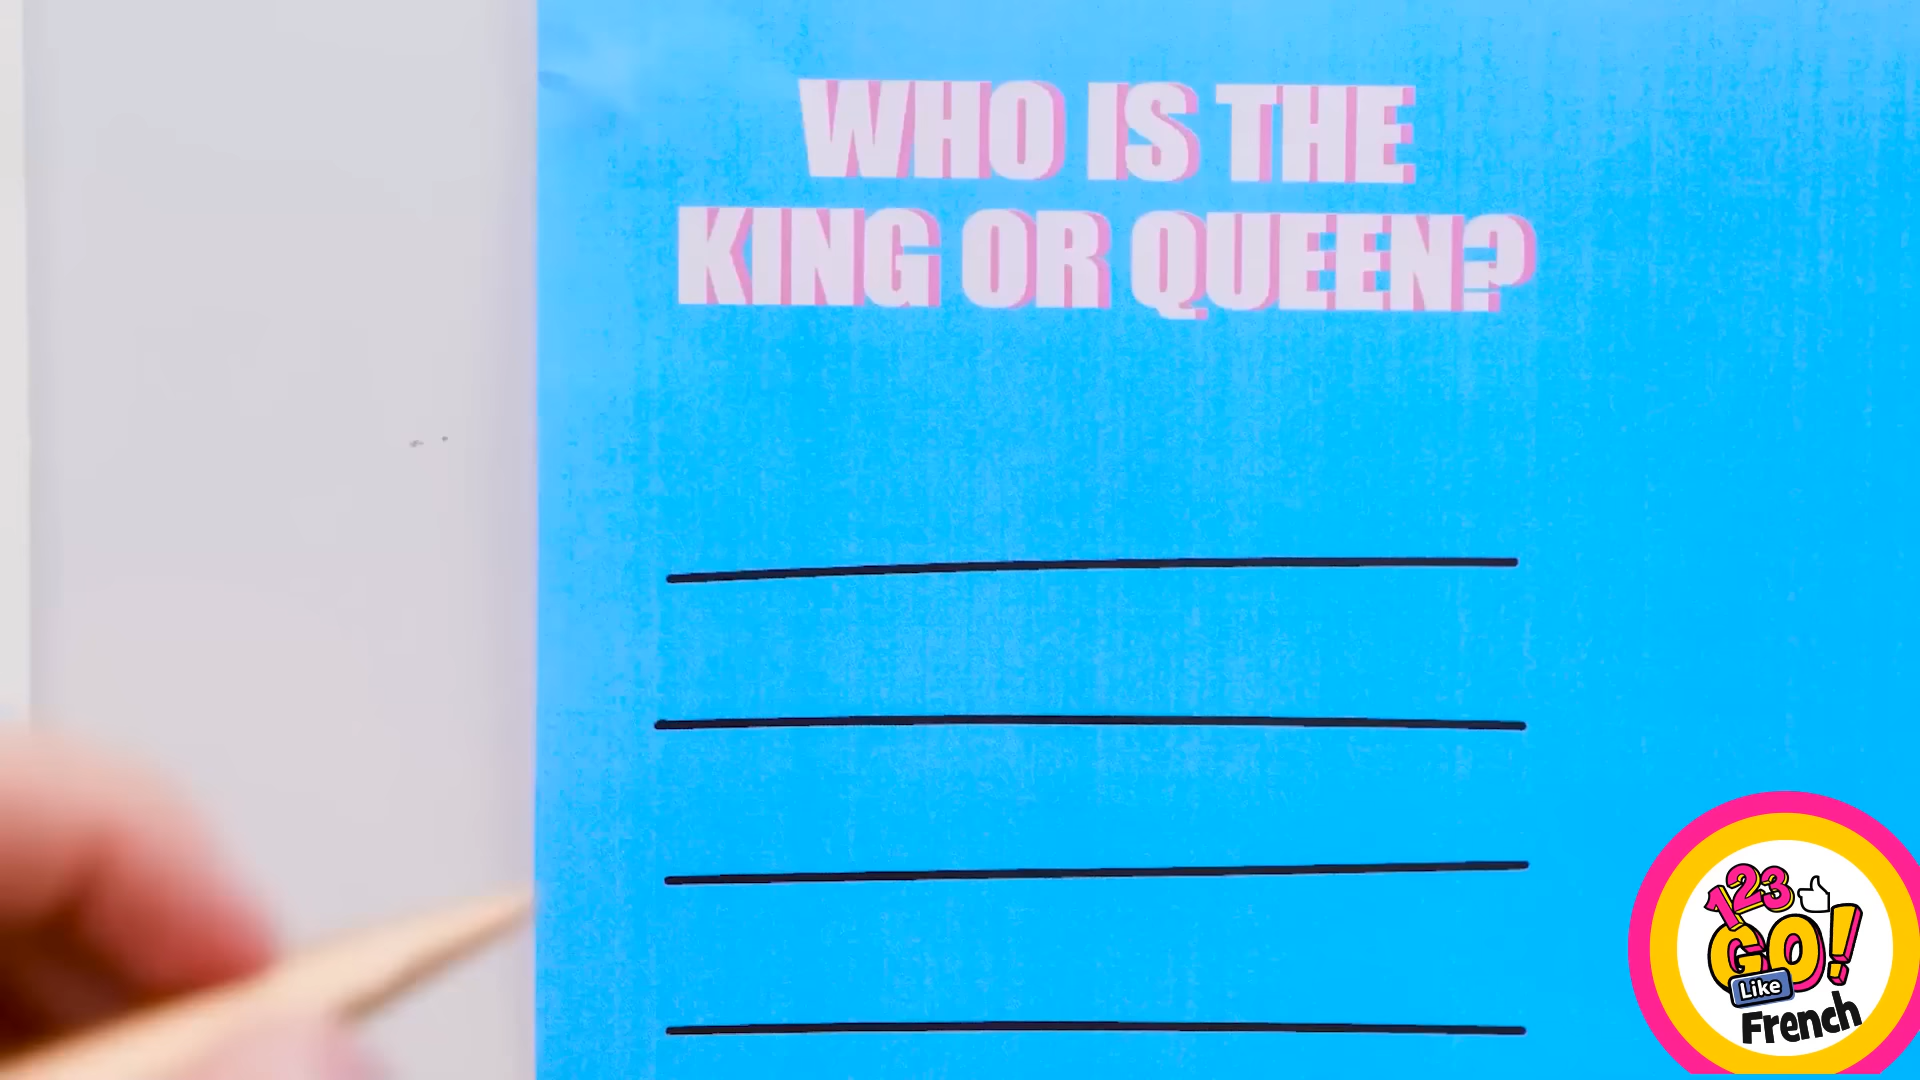 WHO IS THE
KING OR QUEEN?
123
GO!
Like
French